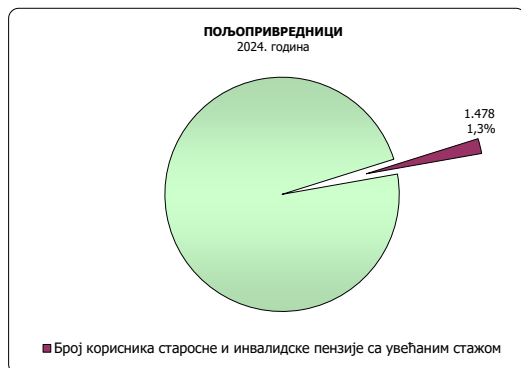 ПОЉОПРИВРЕДНИЦИ
2024. година
1.478
1,3%
Број корисника старосне и инвалидске пензије са увећаним стажом